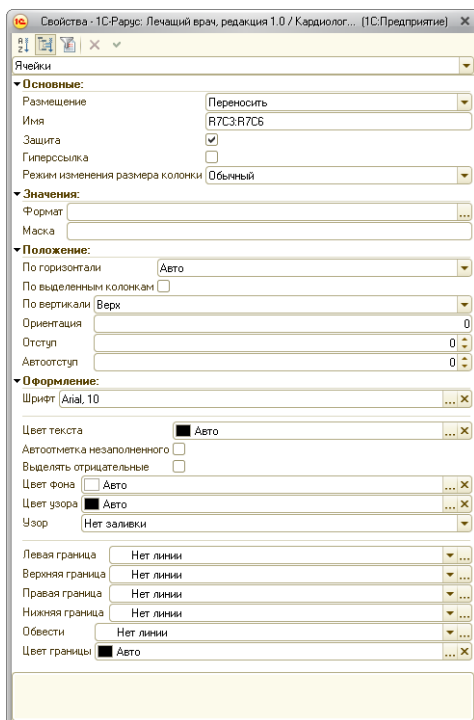 Свойства - 1С-Рарус: Лечащий врач, редакция 1.0 / Кардиолог... (1С:Предприятие)
Ячейки
Основные:
Размещение Переносить
Имя R7C3:R7C6
Защита
Гиперссылка
Режим изменения размера колонки Обычный
Значения:
Формат ...
Маска
Положение:
По горизонтали Авто
По выделенным колонкам
По вертикали Верх
Ориентация 0
Отступ 0
Автоотступ 0
Оформление:
Шрифт Arial, 10 ...
Цвет текста Авто ...
Автоотметка незаполненного
Выделять отрицательные
Цвет фона Авто ...
Цвет узора Авто ...
Узор Нет заливки
Левая граница Нет линии ...
Верхняя граница Нет линии ...
Правая граница Нет линии ...
Нижняя граница Нет линии ...
Обвести Нет линии ...
Цвет границы Авто ...